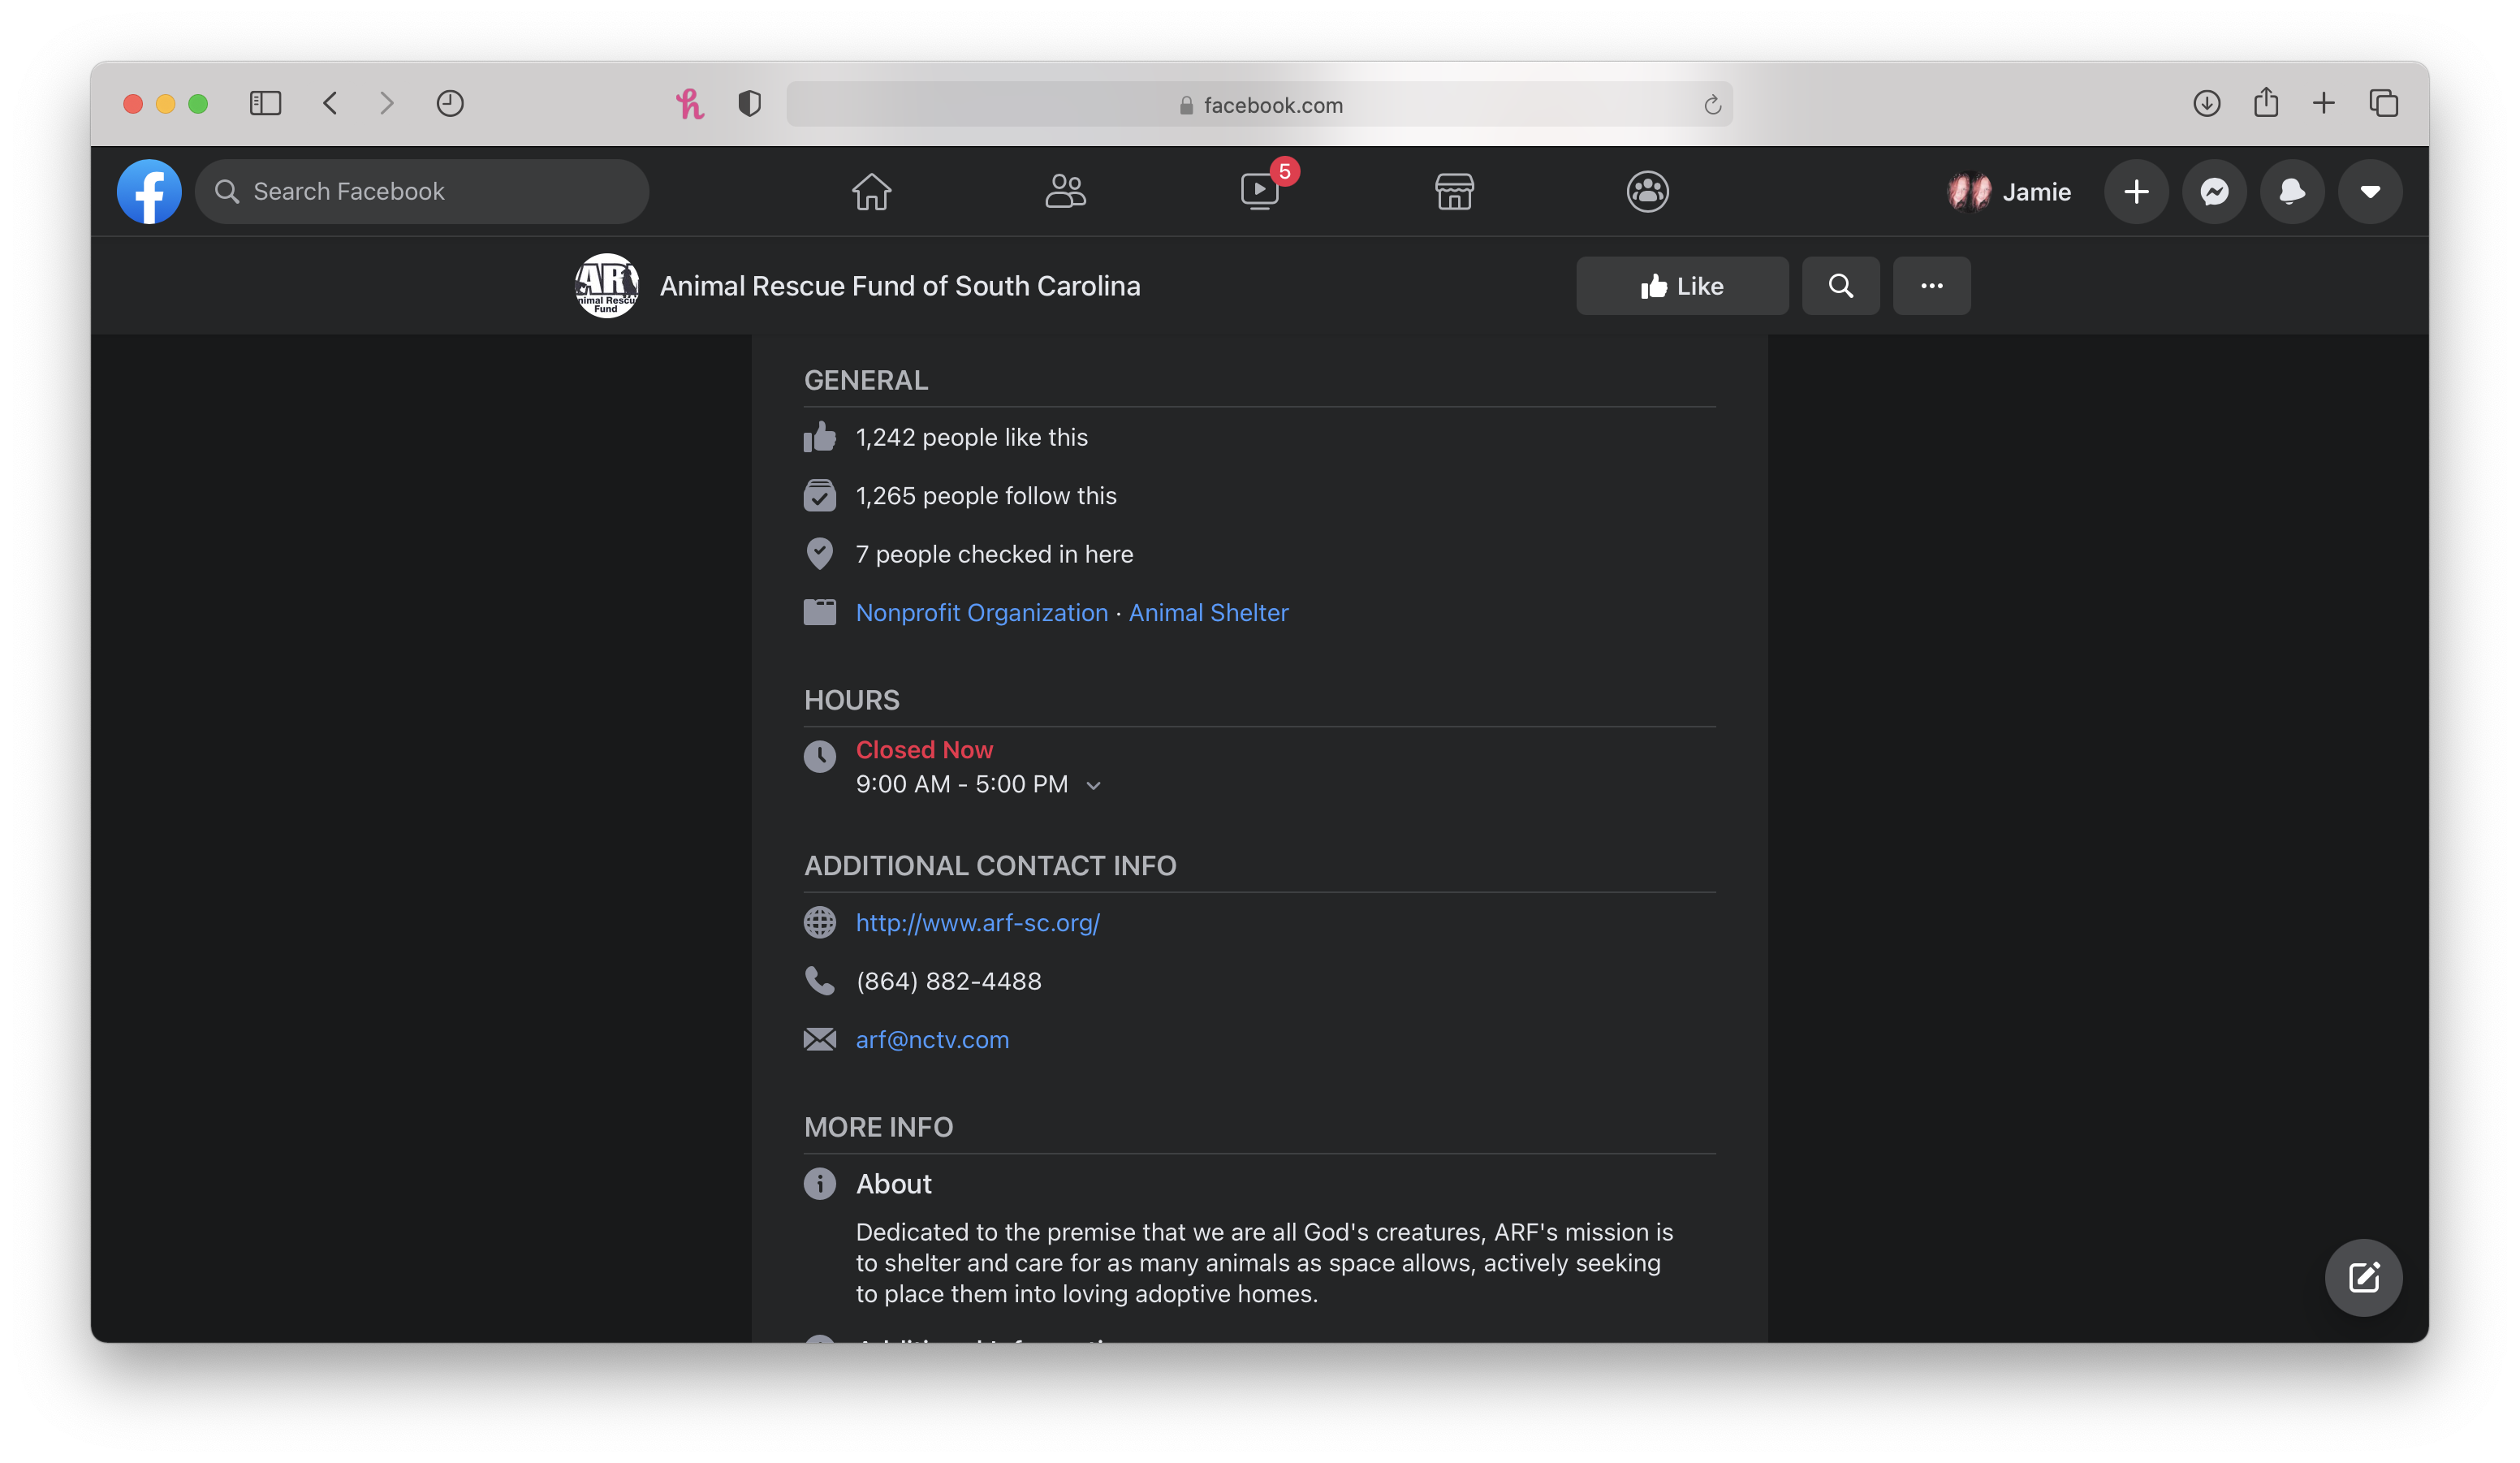 facebook.com
Search Facebook
5
Jamie
AR
nimal Rescu
Fund
Animal Rescue Fund of South Carolina
Like
GENERAL
1,242 people like this
1,265 people follow this
7 people checked in here
Nonprofit Organization · Animal Shelter
HOURS
Closed Now
9:00 AM - 5:00 PM
ADDITIONAL CONTACT INFO
http://www.arf-sc.org/
(864) 882-4488
arf@nctv.com
MORE INFO
About
Dedicated to the premise that we are all God's creatures, ARF's mission is
to shelter and care for as many animals as space allows, actively seeking
to place them into loving adoptive homes.